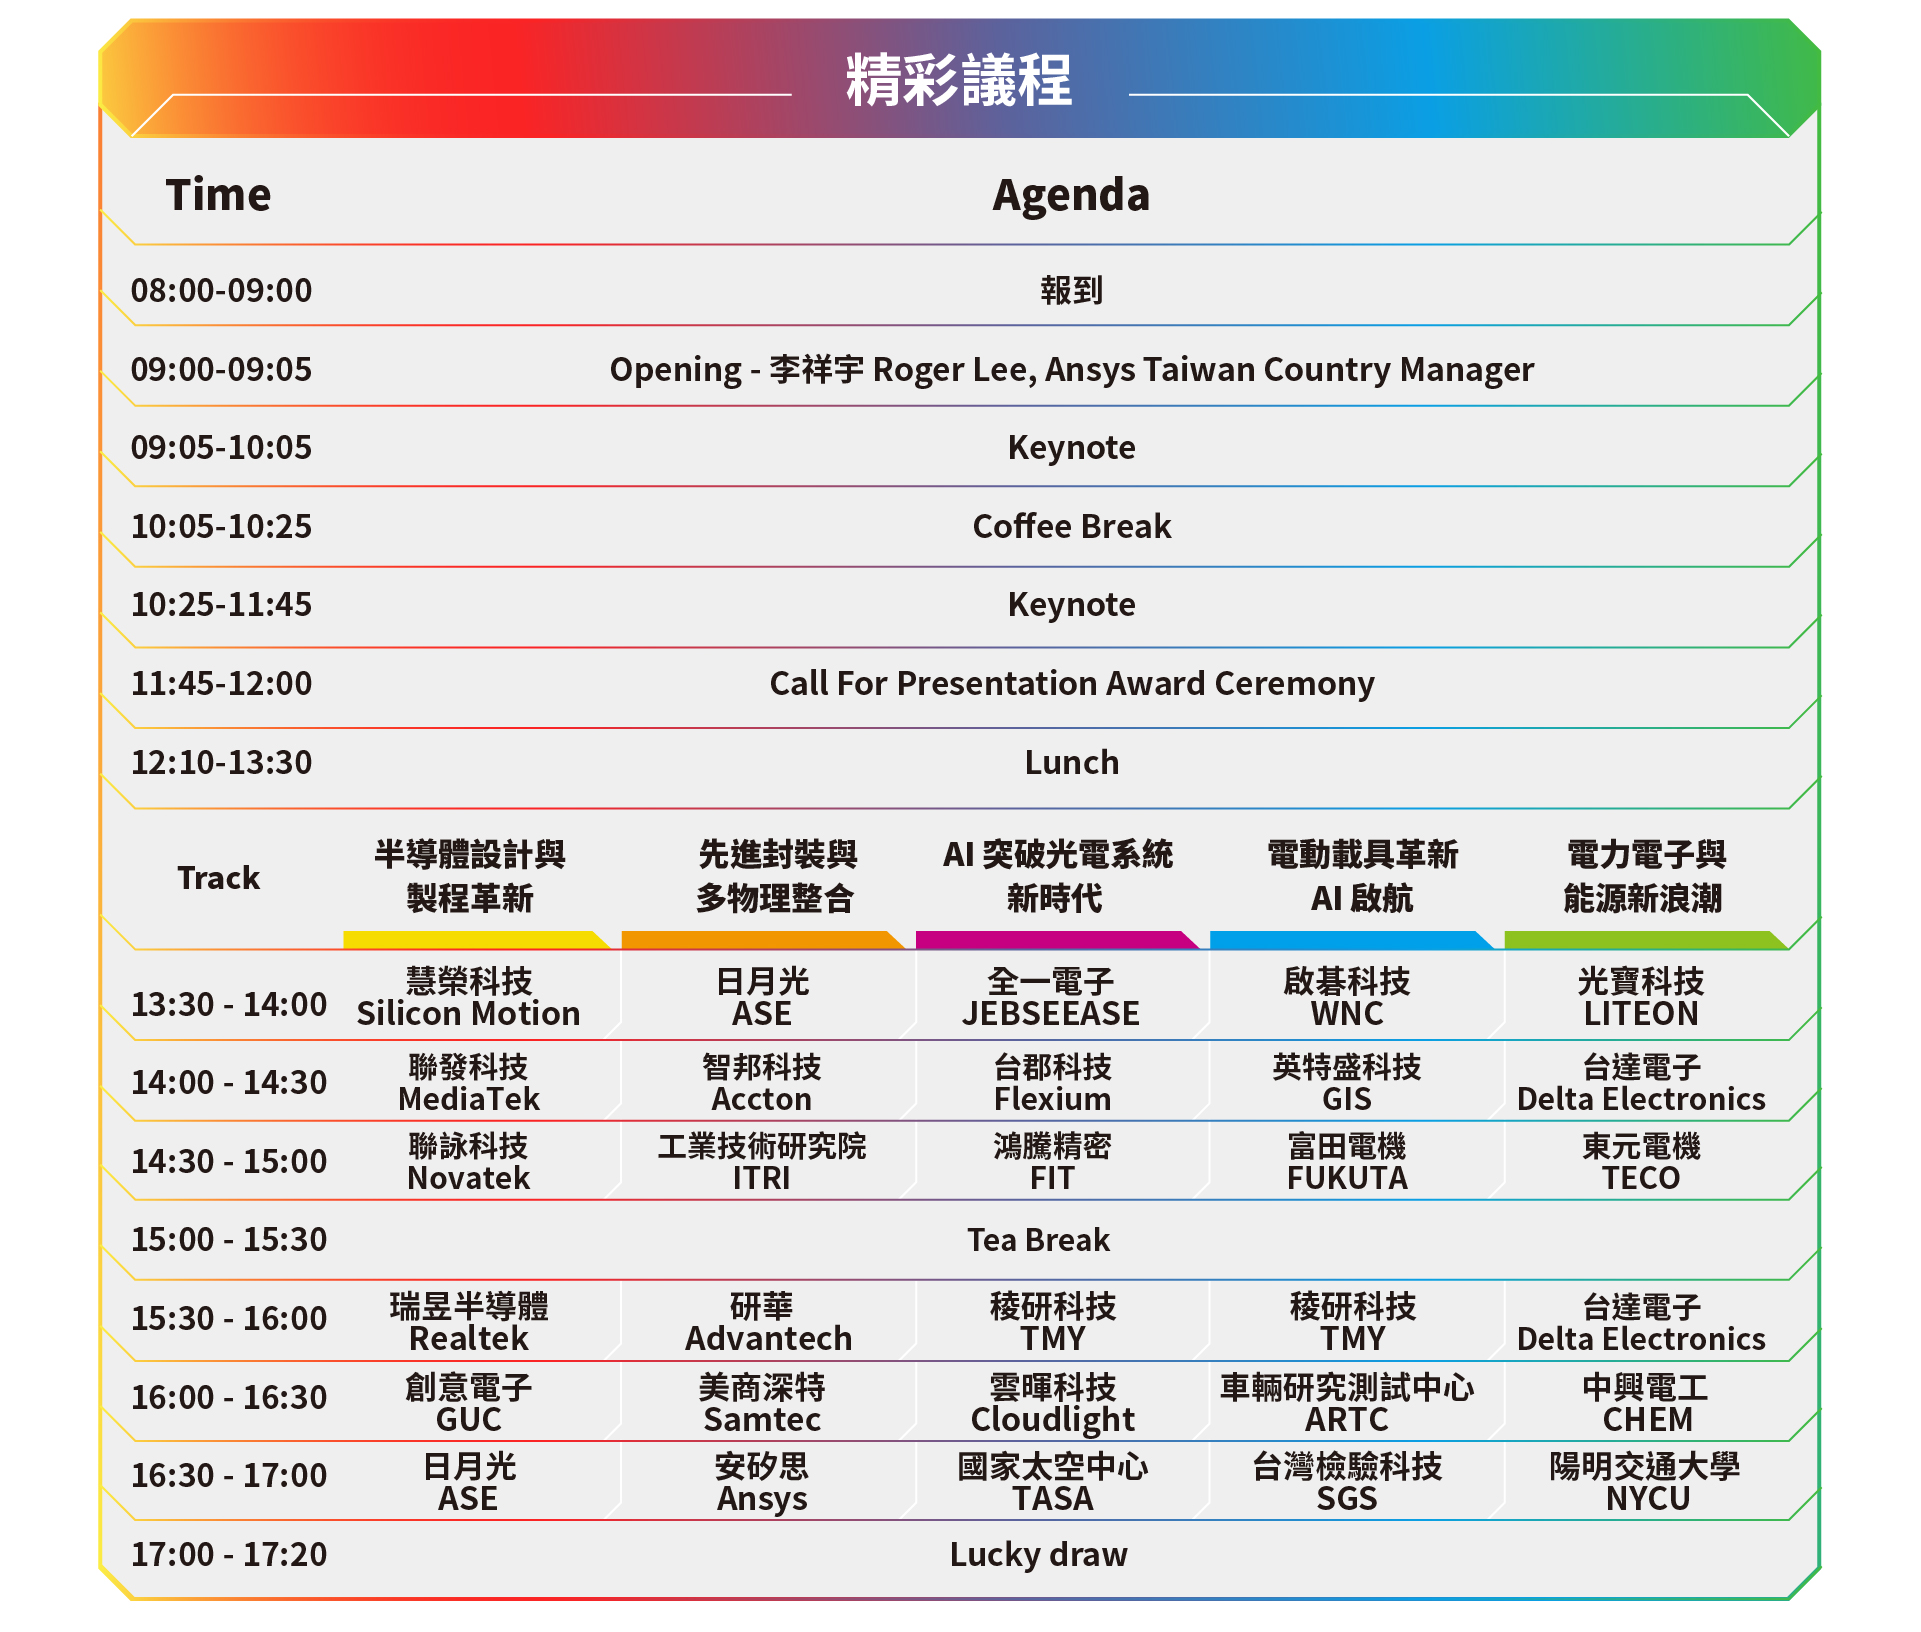 精彩議程
Time Agenda
08:00-09:00 報到
09:00-09:05 Opening - 李祥宇 Roger Lee, Ansys Taiwan Country Manager
09:05-10:05 Keynote
10:05-10:25 Coffee Break
10:25-11:45 Keynote
11:45-12:00 Call For Presentation Award Ceremony
12:10-13:30 Lunch
Track
半導體設計與
製程革新
先進封裝與
多物理整合
AI 突破光電系統
新時代
電動載具革新
AI 啟航
電力電子與
能源新浪潮
13:30 - 14:00
慧榮科技
Silicon Motion
日月光
ASE
全一電子
JEBSEEASE
啟碁科技
WNC
光寶科技
LITEON
14:00 - 14:30
聯發科技
MediaTek
智邦科技
Accton
台郡科技
Flexium
英特盛科技
GIS
台達電子
Delta Electronics
14:30 - 15:00
聯詠科技
Novatek
工業技術研究院
ITRI
鴻騰精密
FIT
富田電機
FUKUTA
東元電機
TECO
15:00 - 15:30 Tea Break
15:30 - 16:00
瑞昱半導體
Realtek
研華
Advantech
稜研科技
TMY
稜研科技
TMY
台達電子
Delta Electronics
16:00 - 16:30
創意電子
GUC
美商深特
Samtec
雲暉科技
Cloudlight
車輛研究測試中心
ARTC
中興電工
CHEM
16:30 - 17:00
日月光
ASE
安矽思
Ansys
國家太空中心
TASA
台灣檢驗科技
SGS
陽明交通大學
NYCU
17:00 - 17:20 Lucky draw